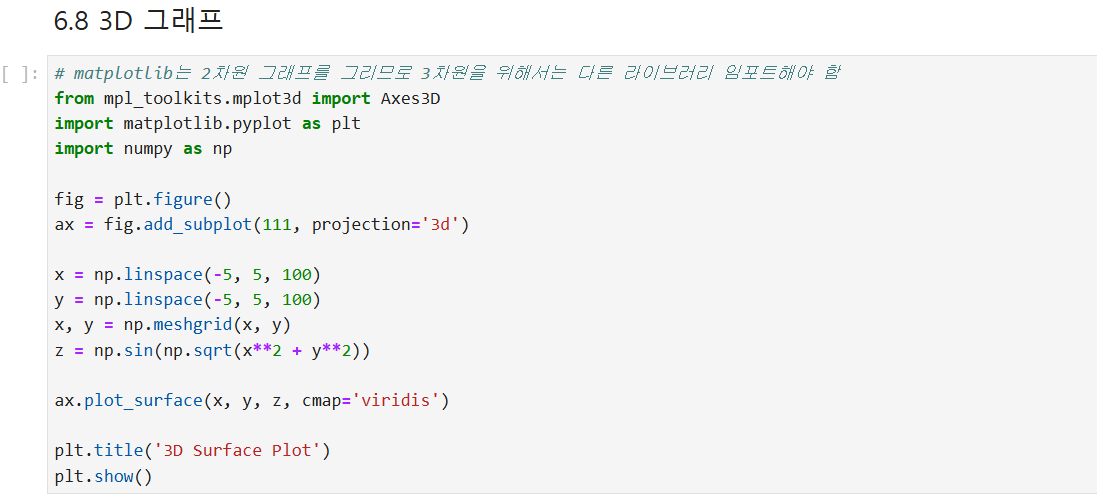 6.8 3D 그래프
[ ]: # matplotlib는 2차원 그래프를 그리므로 3차원을 위해서는 다른 라이브러리 임포트해야 함
from mpl_toolkits.mplot3d import Axes3D
import matplotlib.pyplot as plt
import numpy as np
fig = plt.figure()
ax = fig.add_subplot(111, projection='3d')
x = np.linspace(-5, 5, 100)
y = np.linspace(-5, 5, 100)
x, y = np.meshgrid(x, y)
z = np.sin(np.sqrt(x**2 + y**2))
ax.plot_surface(x, y, z, cmap='viridis')
plt.title('3D Surface Plot')
plt.show()